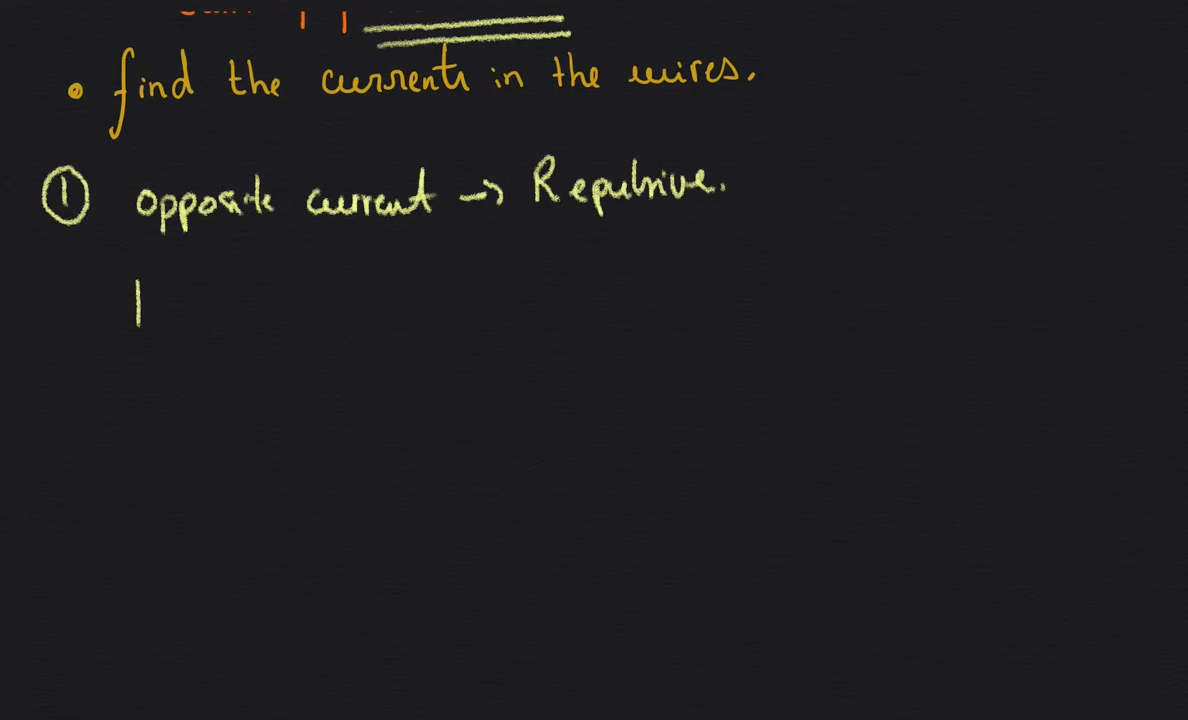 • find the currents in the wires.
① opposite current → Repulsive.